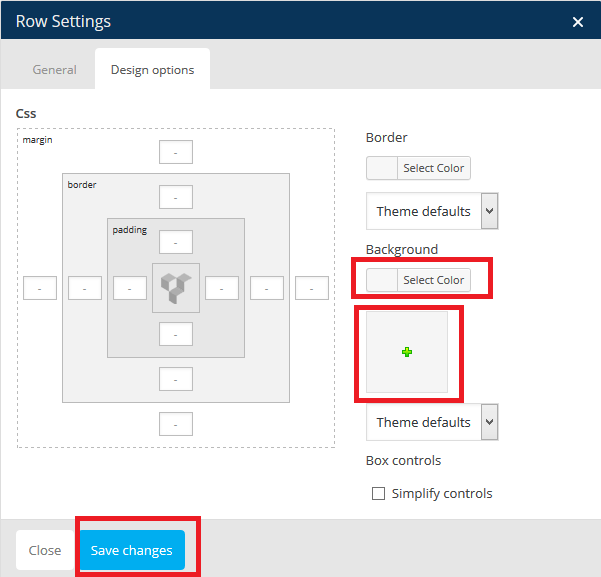 Row Settings
General
Design options
Css
margin
-
border
-
padding
-
- - - - - -
-
-
-
Border
Select Color
Theme defaults
Background
Select Color
Theme defaults
Box controls
Simplify controls
Close
Save changes